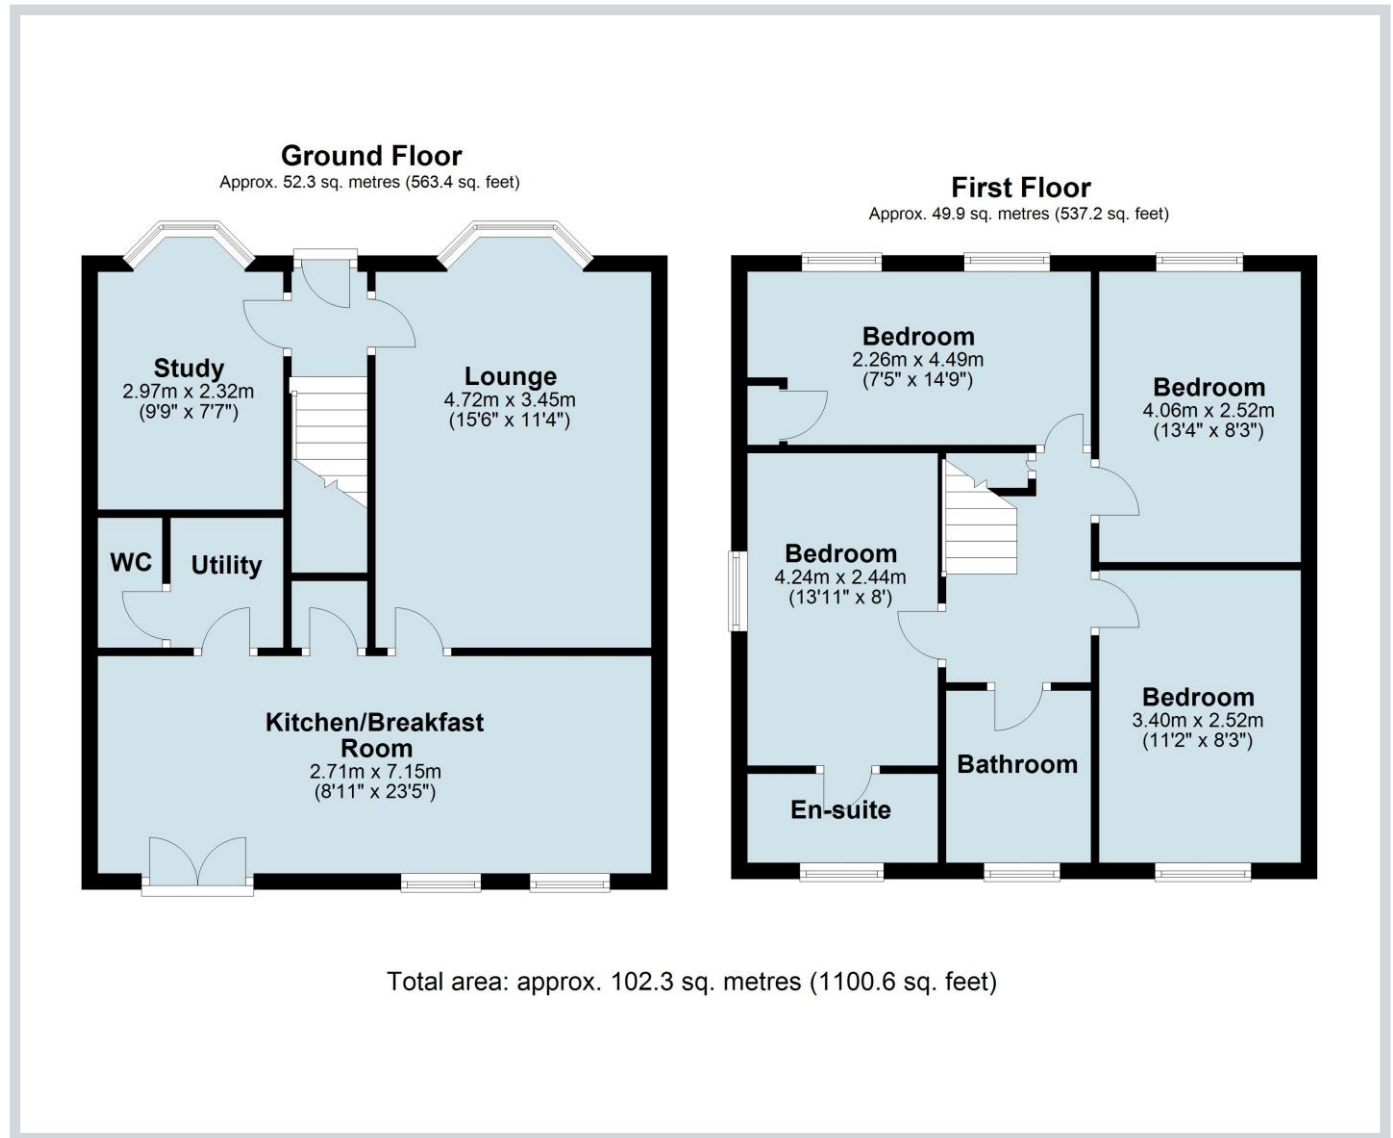 Ground Floor
Approx. 52.3 sq. metres (563.4 sq. feet)
Study
2.97m x 2.32m
(9'9" x 7'7")
Lounge
4.72m x 3.45m
(15'6" x 11'4")
WC
Utility
Kitchen/Breakfast
Room
2.71m x 7.15m
(8'11" x 23'5")
First Floor
Approx. 49.9 sq. metres (537.2 sq. feet)
Bedroom
2.26m x 4.49m
(7'5" x 14'9")
Bedroom
4.06m x 2.52m
(13'4" x 8'3")
Bedroom
4.24m x 2.44m
(13'11" x 8')
Bedroom
3.40m x 2.52m
(11'2" x 8'3")
Bathroom
En-suite
Total area: approx. 102.3 sq. metres (1100.6 sq. feet)